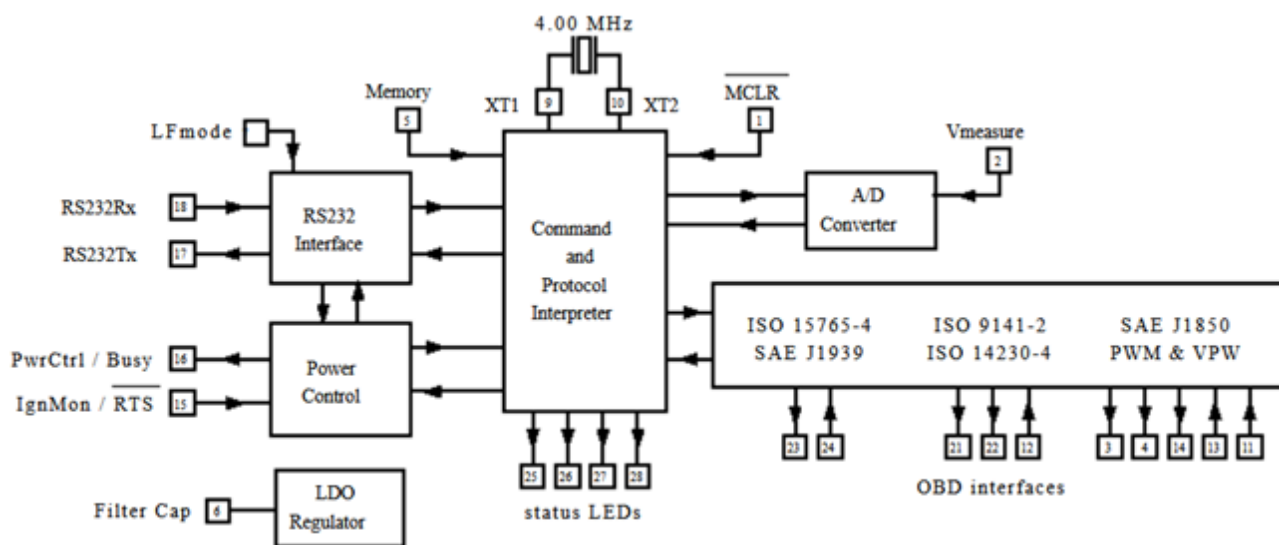 4.00 MHz
Memory
5
XT1
9
10
XT2
MCLR
1
LFmode
Vmeasure
2
RS232Rx
18
RS232
Interface
RS232Tx
17
Command
and
Protocol
Interpreter
A/D
Converter
ISO 15765-4
SAE J1939
ISO 9141-2
ISO 14230-4
SAE J1850
PWM & VPW
PwrCtrl / Busy
16
IgnMon / RTS
15
Power
Control
23
24
21
22
12
3
4
14
13
11
OBD interfaces
25
26
27
28
status LEDs
Filter Cap
6
LDO
Regulator